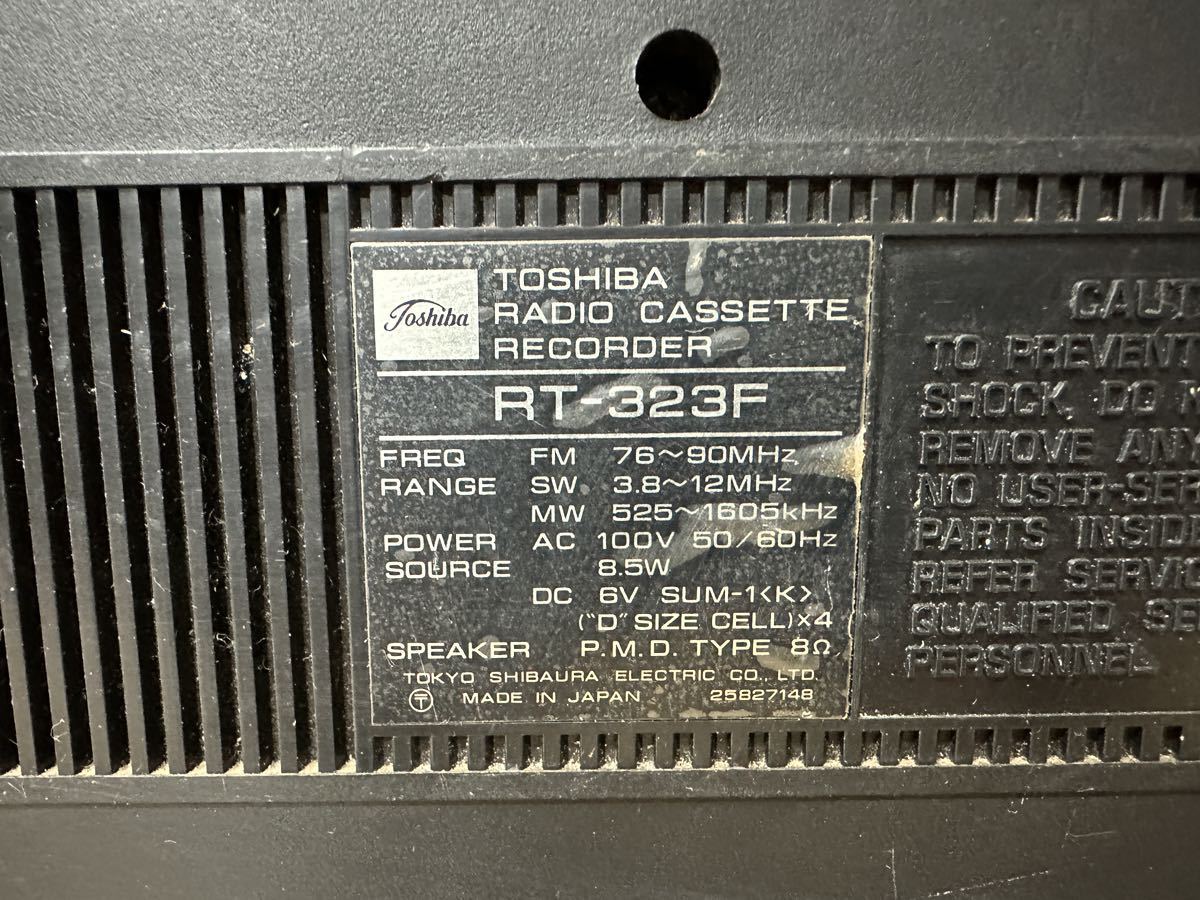 Toshiba
TOSHIBA
RADIO CASSETTE
RECORDER
RT-323F
FREQ FM 76~90MHz
RANGE SW 3.8~12MHz
MW 525~1605kHz
POWER AC 100V 50/60Hz
SOURCE 8.5W
DC 6V SUM-1<K>
("D" SIZE CELL)×4
SPEAKER P.M.D. TYPE 8Ω
TOKYO SHIBAURA ELECTRIC CO., LTD.
〶 MADE IN JAPAN 25827148
CAUT
TO PREVENT
SHOCK, DO N
REMOVE ANY
NO USER-SER
PARTS INSID
REFER SERVIC
QUALIFIED SE
PERSONNEL